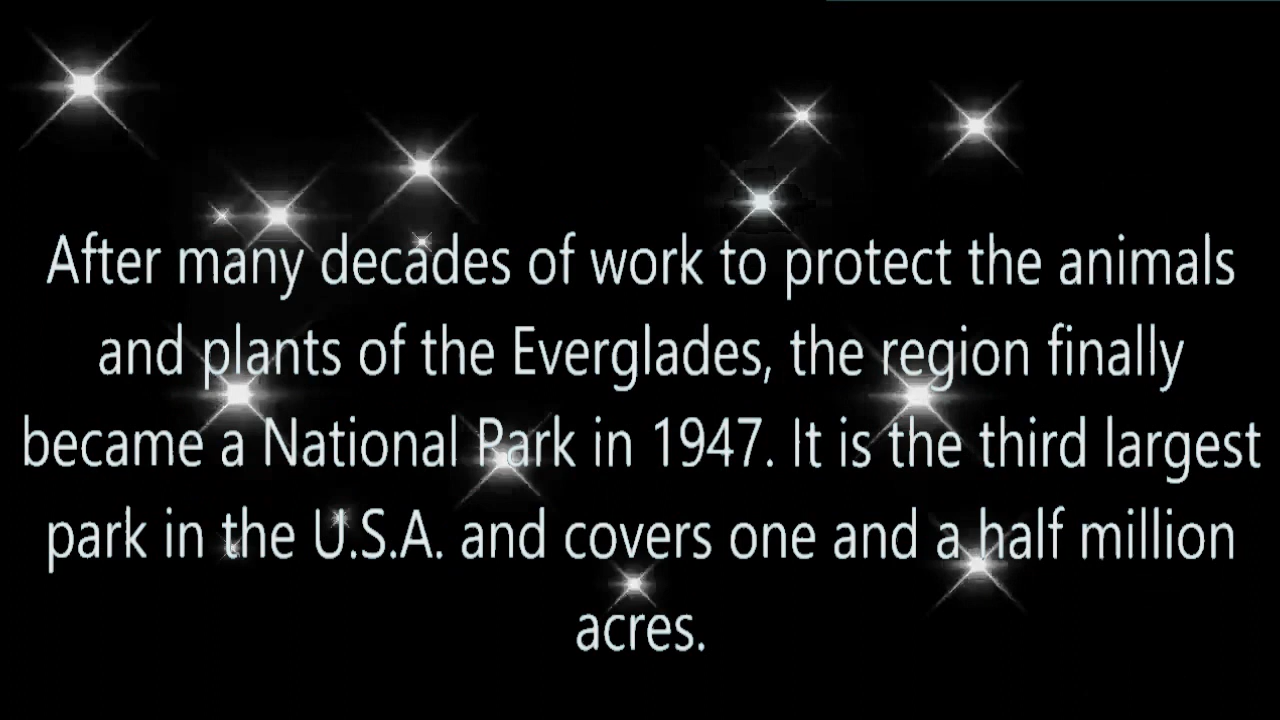 After many decades of work to protect the animals
and plants of the Everglades, the region finally
became a National Park in 1947. It is the third largest
park in the U.S.A. and covers one and a half million
acres.